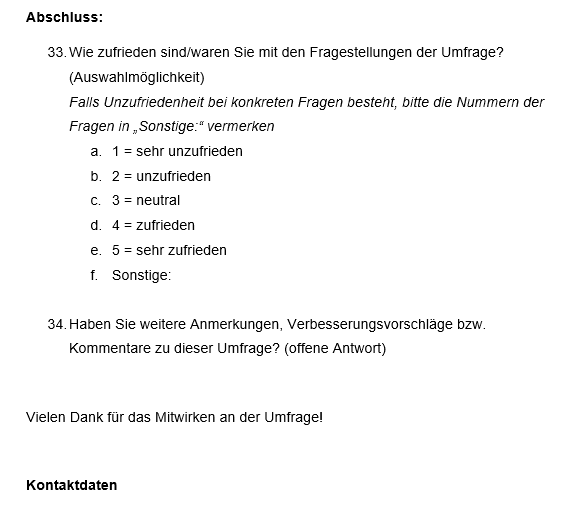 Abschluss:
33. Wie zufrieden sind/waren Sie mit den Fragestellungen der Umfrage?
(Auswahlmöglichkeit)
Falls Unzufriedenheit bei konkreten Fragen besteht, bitte die Nummern der
Fragen in „Sonstige:“ vermerken
a. 1 = sehr unzufrieden
b. 2 = unzufrieden
c. 3 = neutral
d. 4 = zufrieden
e. 5 = sehr zufrieden
f. Sonstige:
34. Haben Sie weitere Anmerkungen, Verbesserungsvorschläge bzw.
Kommentare zu dieser Umfrage? (offene Antwort)
Vielen Dank für das Mitwirken an der Umfrage!
Kontaktdaten